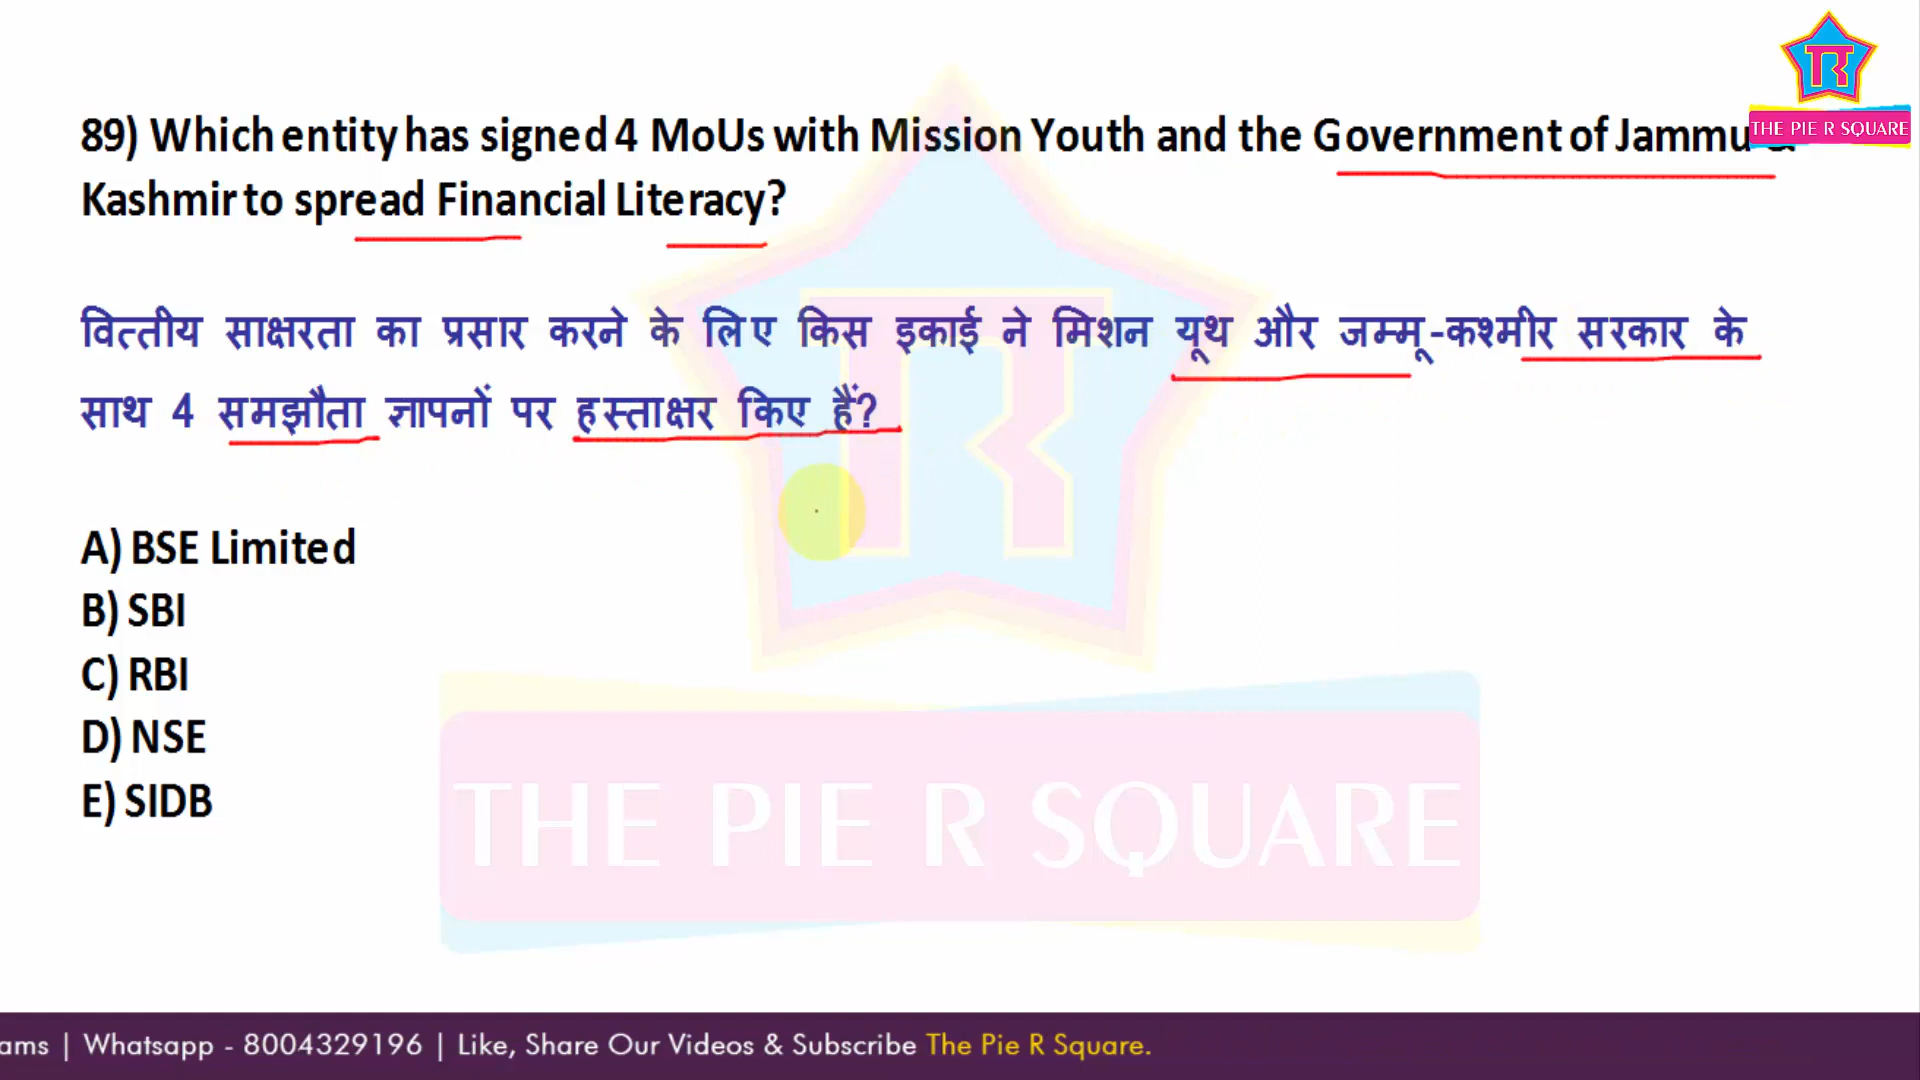 THE PIE R SQUARE
89) Which entity has signed 4 MoUs with Mission Youth and the Government of Jammu &
Kashmir to spread Financial Literacy?
वित्तीय साक्षरता का प्रसार करने के लिए किस इकाई ने मिशन यूथ और जम्मू-कश्मीर सरकार के
साथ 4 समझौता ज्ञापनों पर हस्ताक्षर किए हैं?
A) BSE Limited
B) SBI
C) RBI
D) NSE
E) SIDB
THE PIE R SQUARE
ams | Whatsapp - 8004329196 | Like, Share Our Videos & Subscribe The Pie R Square.